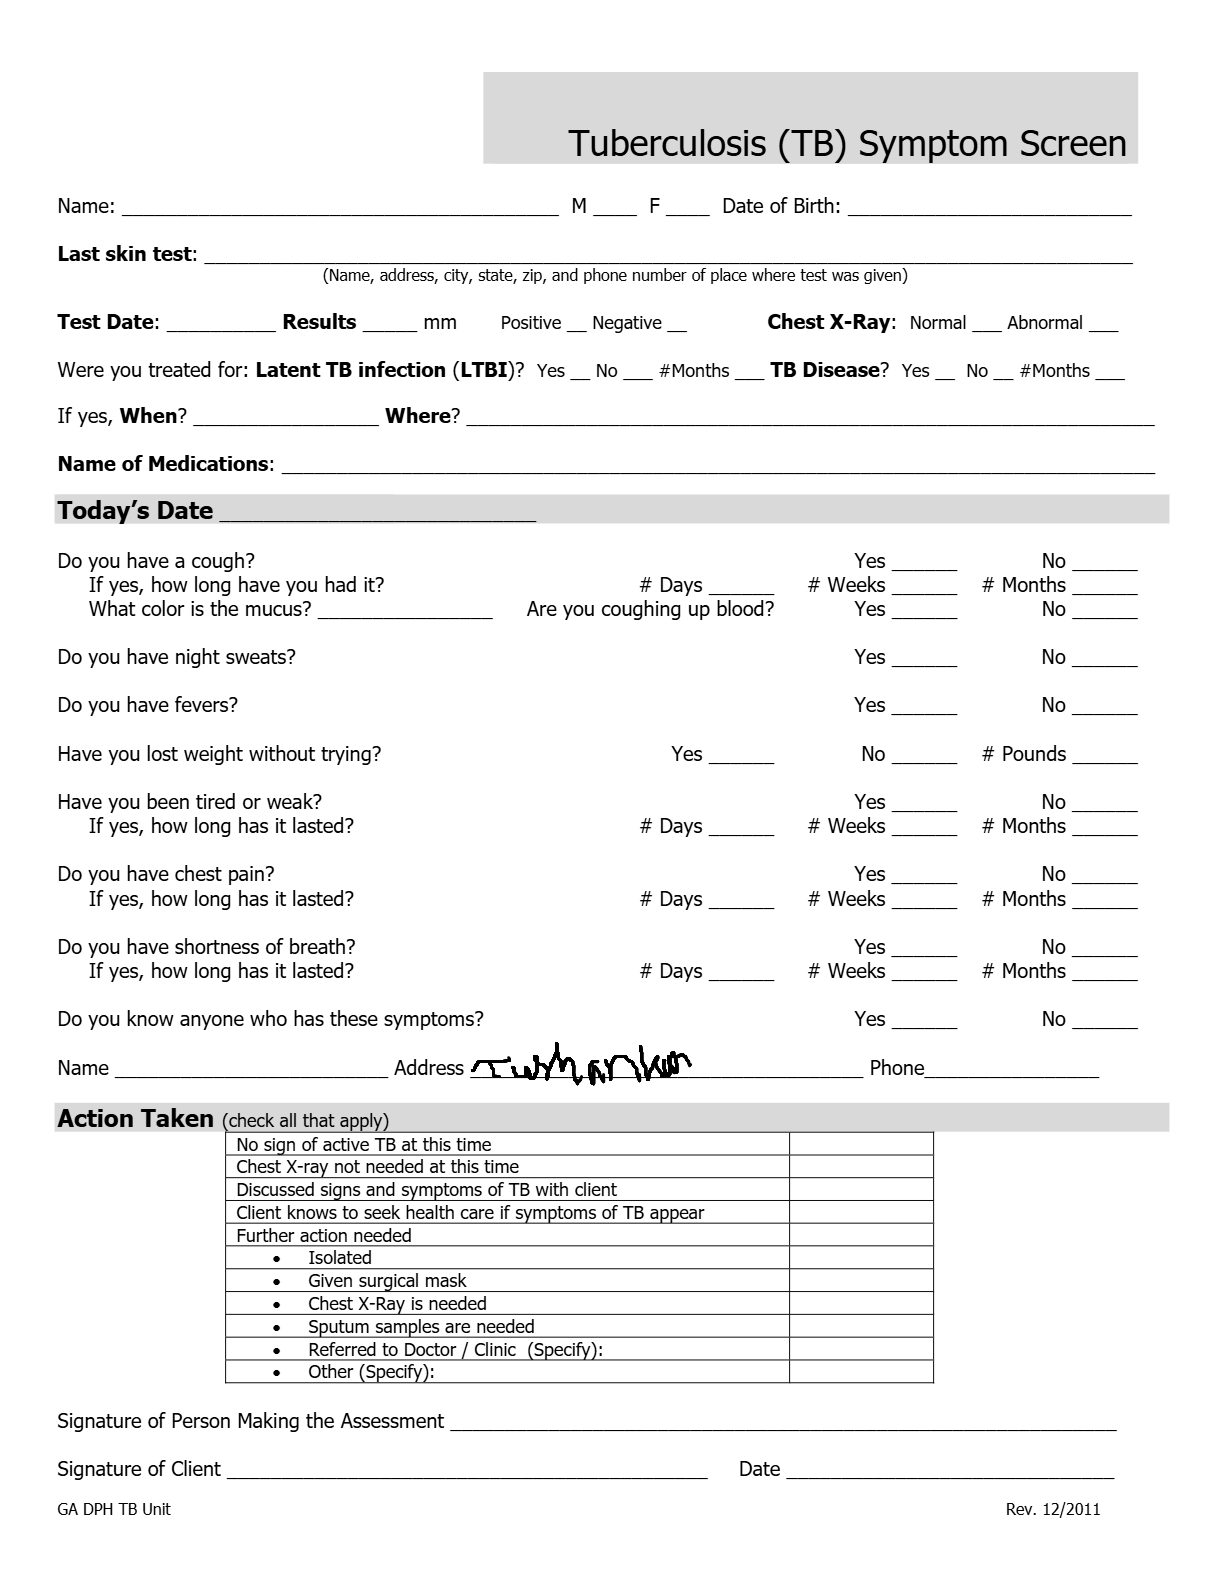 Tuberculosis (TB) Symptom Screen
Name: ________________________________________ M ____ F ____ Date of Birth: __________________________
Last skin test: _____________________________________________________________________________________
(Name, address, city, state, zip, and phone number of place where test was given)
Test Date: __________ Results _____ mm Positive __ Negative __ Chest X-Ray: Normal ___ Abnormal ___
Were you treated for: Latent TB infection (LTBI)? Yes __ No ___ #Months ___ TB Disease? Yes __ No __ #Months ___
If yes, When? _________________ Where? _______________________________________________________________
Name of Medications: ________________________________________________________________________________
Today’s Date _____________________________
Do you have a cough? Yes ______ No ______
If yes, how long have you had it? # Days ______ # Weeks ______ # Months ______
What color is the mucus? ________________ Are you coughing up blood? Yes ______ No ______
Do you have night sweats? Yes ______ No ______
Do you have fevers? Yes ______ No ______
Have you lost weight without trying? Yes ______ No ______ # Pounds ______
Have you been tired or weak? Yes ______ No ______
If yes, how long has it lasted? # Days ______ # Weeks ______ # Months ______
Do you have chest pain? Yes ______ No ______
If yes, how long has it lasted? # Days ______ # Weeks ______ # Months ______
Do you have shortness of breath? Yes ______ No ______
If yes, how long has it lasted? # Days ______ # Weeks ______ # Months ______
Do you know anyone who has these symptoms? Yes ______ No ______
Name _________________________ Address ____________________________________ Phone________________
Action Taken (check all that apply)
No sign of active TB at this time
Chest X-ray not needed at this time
Discussed signs and symptoms of TB with client
Client knows to seek health care if symptoms of TB appear
Further action needed
• Isolated
• Given surgical mask
• Chest X-Ray is needed
• Sputum samples are needed
• Referred to Doctor / Clinic (Specify):
• Other (Specify):
Signature of Person Making the Assessment _____________________________________________________________
Signature of Client ____________________________________________ Date ______________________________
GA DPH TB Unit Rev. 12/2011